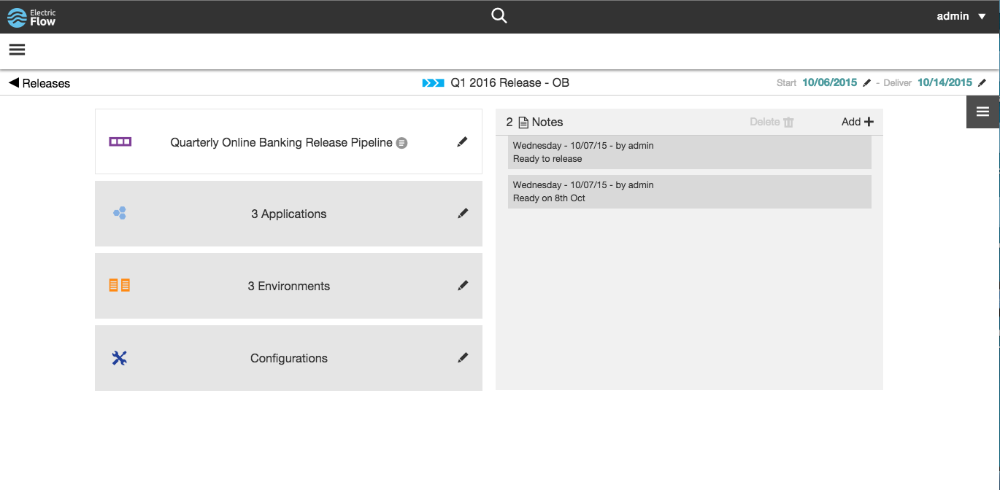 Electric
Flow
admin
Releases
Q1 2016 Release - OB
Start 10/06/2015 - Deliver 10/14/2015
Quarterly Online Banking Release Pipeline
3 Applications
3 Environments
Configurations
2 Notes
Delete
Add
Wednesday - 10/07/15 - by admin
Ready to release
Wednesday - 10/07/15 - by admin
Ready on 8th Oct